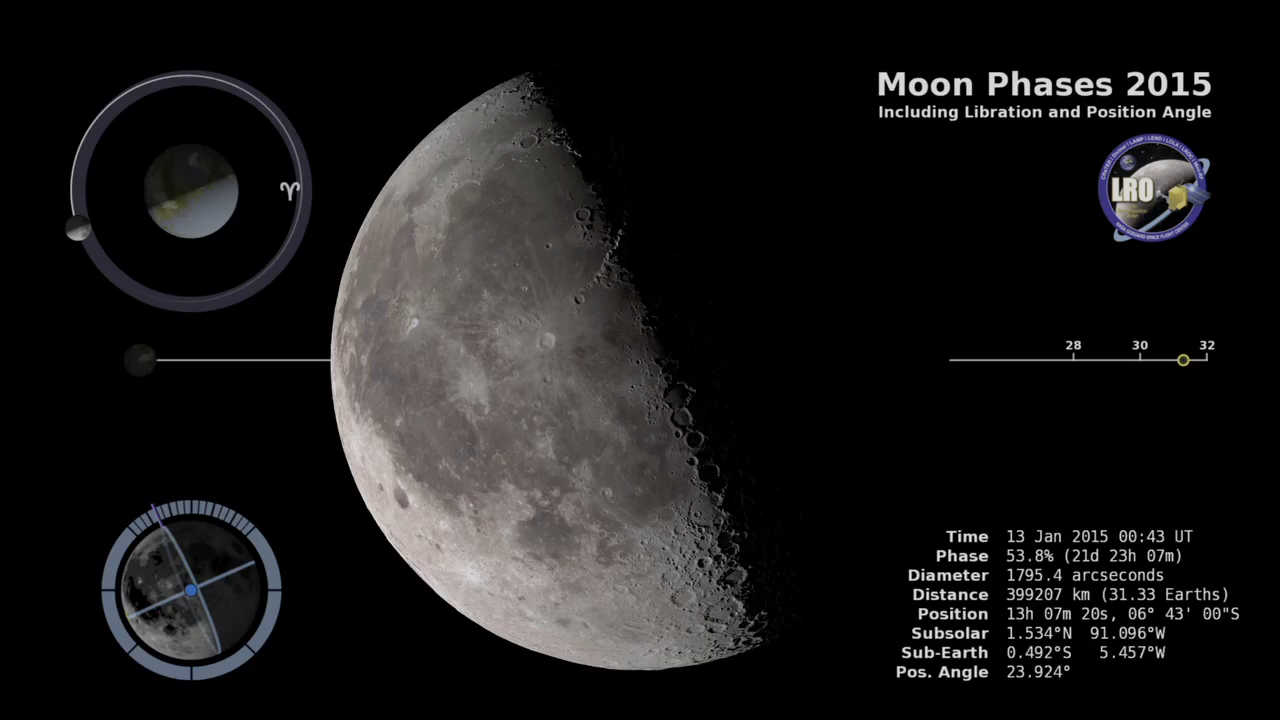 Moon Phases 2015
Including Libration and Position Angle
LRO
♈
28 30 32
Time 13 Jan 2015 00:43 UT
Phase 53.8% (21d 23h 07m)
Diameter 1795.4 arcseconds
Distance 399207 km (31.33 Earths)
Position 13h 07m 20s, 06° 43' 00"S
Subsolar 1.534°N 91.096°W
Sub-Earth 0.492°S 5.457°W
Pos. Angle 23.924°